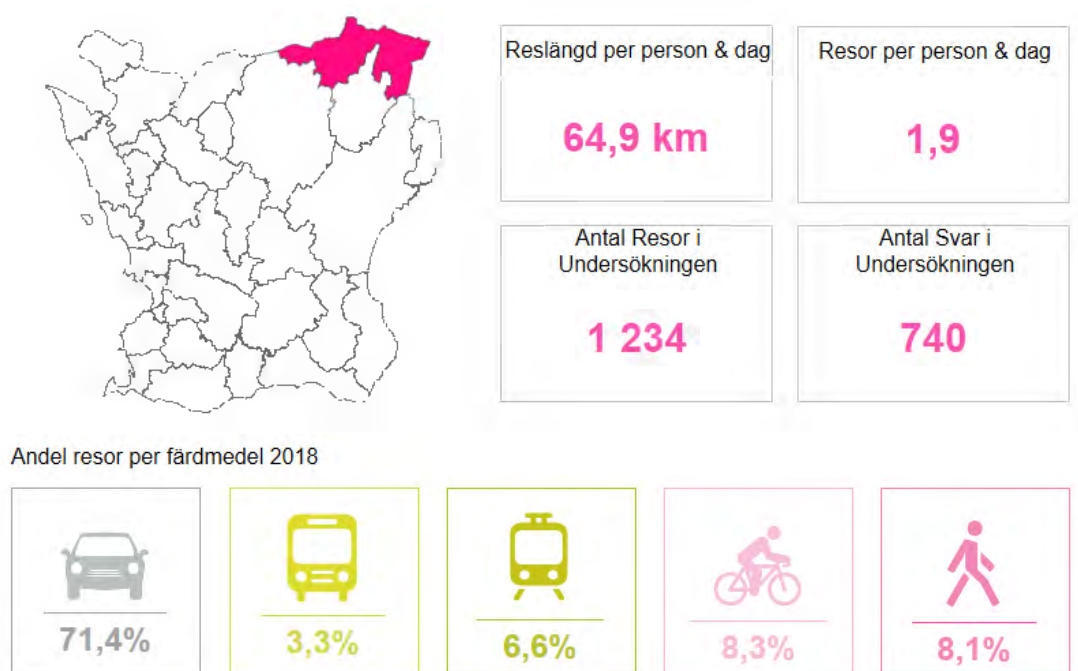 Reslängd per person & dag
64,9 km
Resor per person & dag
1,9
Antal Resor i
Undersökningen
1 234
Antal Svar i
Undersökningen
740
Andel resor per färdmedel 2018
71,4%
3,3%
6,6%
8,3%
8,1%